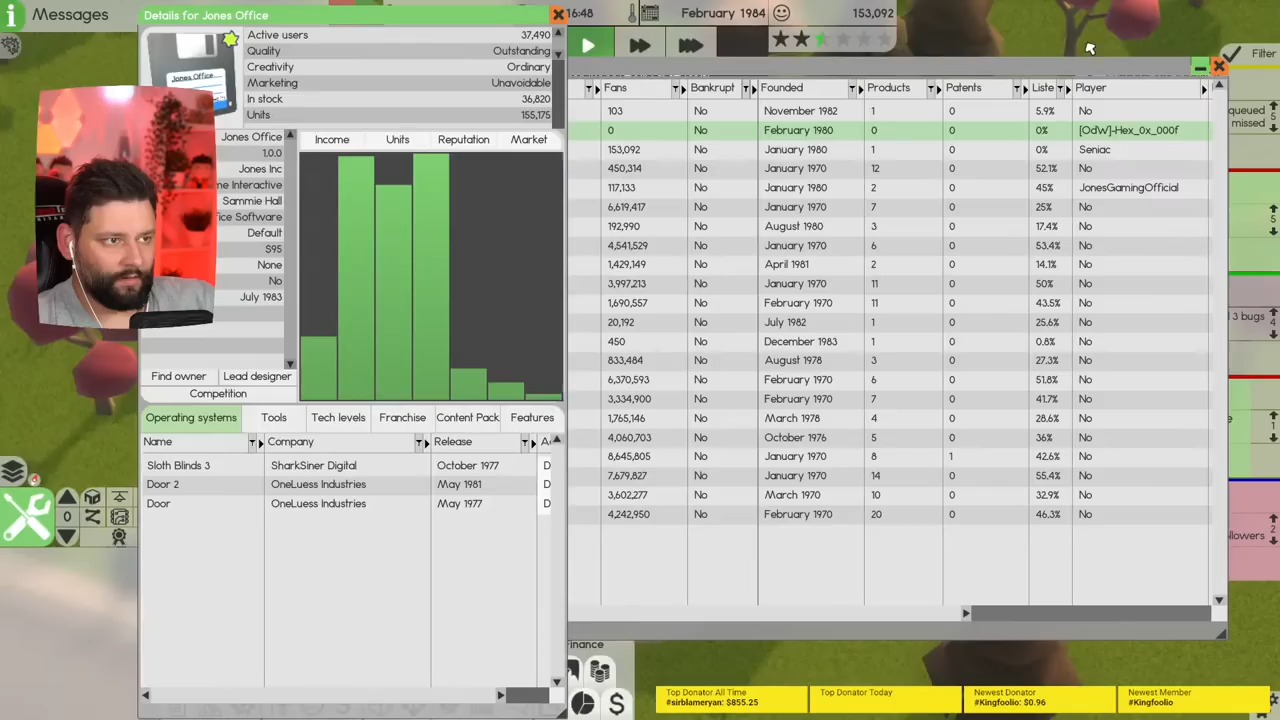 Messages
Details for Jones Office
16:48
February 1984
153,092
Filter
Active users 37,490
Quality Outstanding
Creativity Ordinary
Marketing Unavoidable
In stock 36,820
Units 155,175
Jones Office
Jones Office
1.0.0
Jones Inc
me Interactive
Sammie Hall
fice Software
Default
$95
None
No
July 1983
Find owner Lead designer
Competition
Income Units Reputation Market
Operating systems Tools Tech levels Franchise Content Pack Features
Name Company Release
Sloth Blinds 3 SharkSiner Digital October 1977 D
Door 2 OneLuess Industries May 1981 D
Door OneLuess Industries May 1977 D
Fans Bankrupt Founded Products Patents Liste Player
103 No November 1982 1 0 5.9% No
0 No February 1980 0 0 0% [OdW]-Hex_0x_000f
153,092 No January 1980 1 0 0% Seniac
450,314 No January 1970 12 0 52.1% No
117,133 No January 1980 2 0 45% JonesGamingOfficial
6,619,417 No January 1970 7 0 25% No
192,990 No August 1980 3 0 17.4% No
4,541,529 No January 1970 6 0 53.4% No
1,429,149 No April 1981 2 0 14.1% No
3,997,213 No January 1970 11 0 50% No
1,690,557 No February 1970 11 0 43.5% No
20,192 No July 1982 1 0 25.6% No
450 No December 1983 1 0 0.8% No
833,484 No August 1978 3 0 27.3% No
6,370,593 No February 1970 6 0 51.8% No
3,334,900 No February 1970 7 0 41.7% No
1,765,146 No March 1978 4 0 28.6% No
4,060,703 No October 1976 5 0 36% No
8,645,805 No January 1970 8 1 42.6% No
7,679,827 No January 1970 14 0 55.4% No
3,602,277 No March 1970 10 0 32.9% No
4,242,950 No February 1970 20 0 46.3% No
queued
missed
5
5
3 bugs
4
1
llowers
2
0
Finance
Top Donator All Time
#sirblameryan: $855.25
Top Donator Today
Newest Donator
#Kingfoolio: $0.96
Newest Member
#Kingfoolio